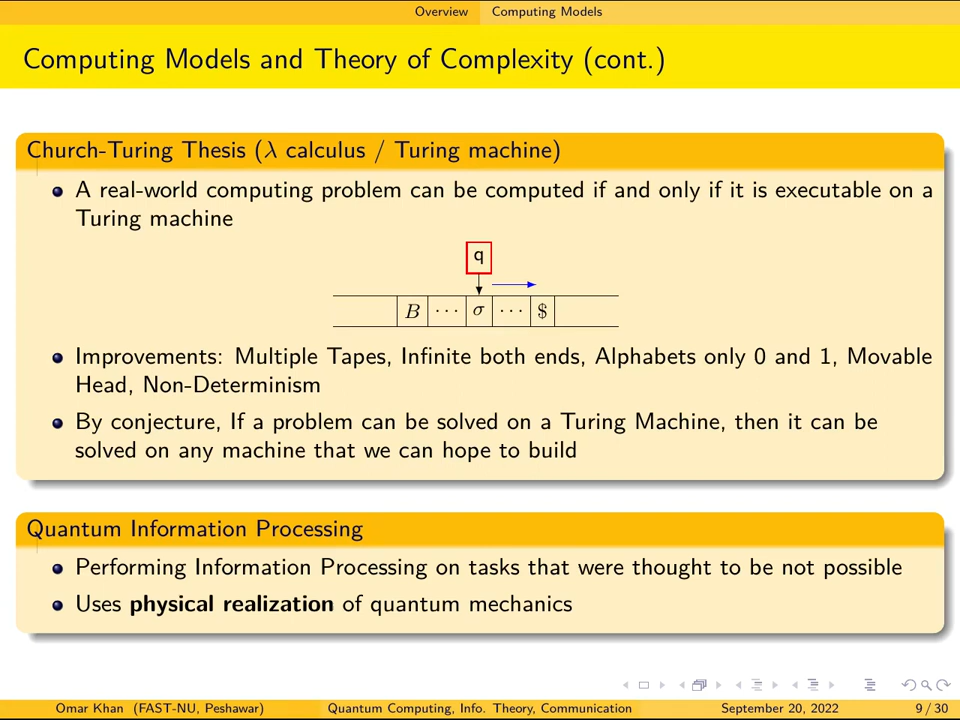 Overview Computing Models
Computing Models and Theory of Complexity (cont.)
Church-Turing Thesis (λ calculus / Turing machine)
A real-world computing problem can be computed if and only if it is executable on a
Turing machine
q
B ··· σ ··· $
Improvements: Multiple Tapes, Infinite both ends, Alphabets only 0 and 1, Movable
Head, Non-Determinism
By conjecture, If a problem can be solved on a Turing Machine, then it can be
solved on any machine that we can hope to build
Quantum Information Processing
Performing Information Processing on tasks that were thought to be not possible
Uses physical realization of quantum mechanics
Omar Khan (FAST-NU, Peshawar) Quantum Computing, Info. Theory, Communication September 20, 2022 9 / 30